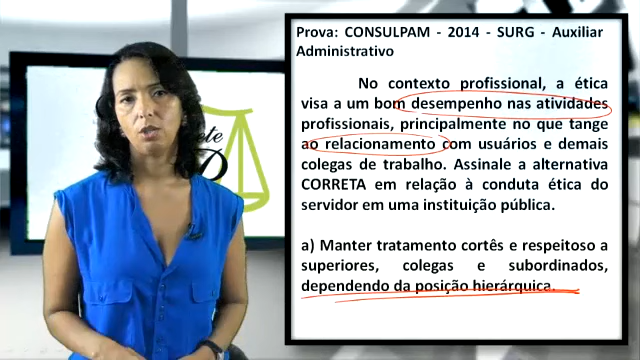 Prova: CONSULPAM - 2014 - SURG - Auxiliar
Administrativo
No contexto profissional, a ética
visa a um bom desempenho nas atividades
profissionais, principalmente no que tange
ao relacionamento com usuários e demais
colegas de trabalho. Assinale a alternativa
CORRETA em relação à conduta ética do
servidor em uma instituição pública.
a) Manter tratamento cortês e respeitoso a
superiores, colegas e subordinados,
dependendo da posição hierárquica.